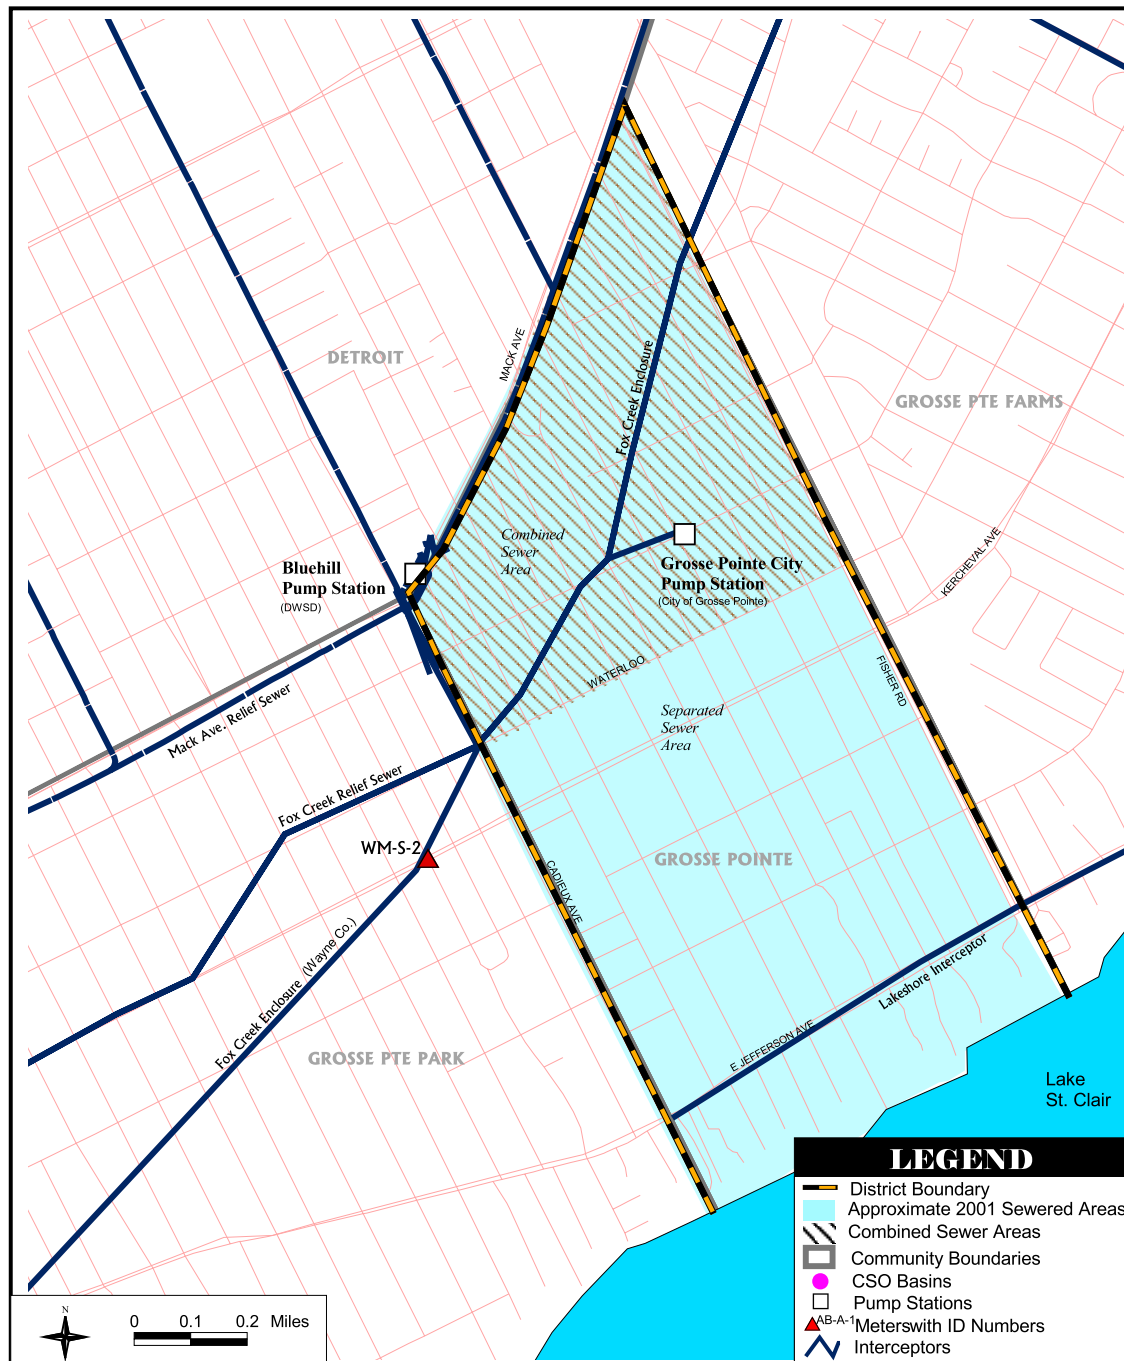 DETROIT
MACK AVE
Fox Creek Enclosure
GROSSE PTE FARMS
Combined
Sewer
Area
Bluehill
Pump Station
(DWSD)
Grosse Pointe City
Pump Station
(City of Grosse Pointe)
KERCHEVAL AVE
WATERLOO
FISHER RD
Mack Ave. Relief Sewer
Separated
Sewer
Area
Fox Creek Relief Sewer
WM-S-2
CADIEUX AVE
GROSSE POINTE
Fox Creek Enclosure (Wayne Co.)
Lakeshore Interceptor
E JEFFERSON AVE
GROSSE PTE PARK
Lake
St. Clair
LEGEND
District Boundary
Approximate 2001 Sewered Areas
Combined Sewer Areas
Community Boundaries
CSO Basins
Pump Stations
AB-A-1 Meterswith ID Numbers
Interceptors
N
0 0.1 0.2 Miles